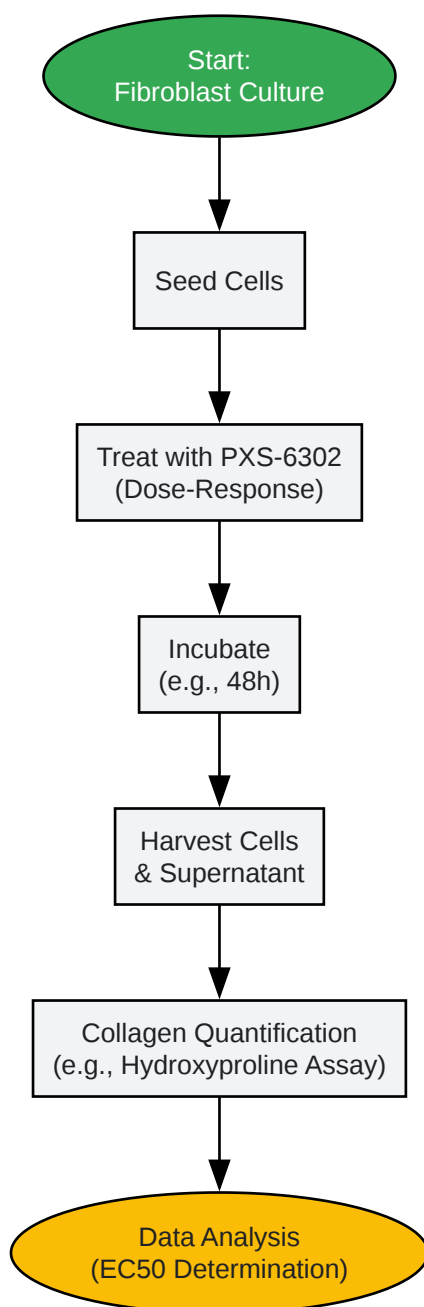 Start:
Fibroblast Culture
Seed Cells
Treat with PXS-6302
(Dose-Response)
Incubate
(e.g., 48h)
Harvest Cells
& Supernatant
Collagen Quantification
(e.g., Hydroxyproline Assay)
Data Analysis
(EC50 Determination)